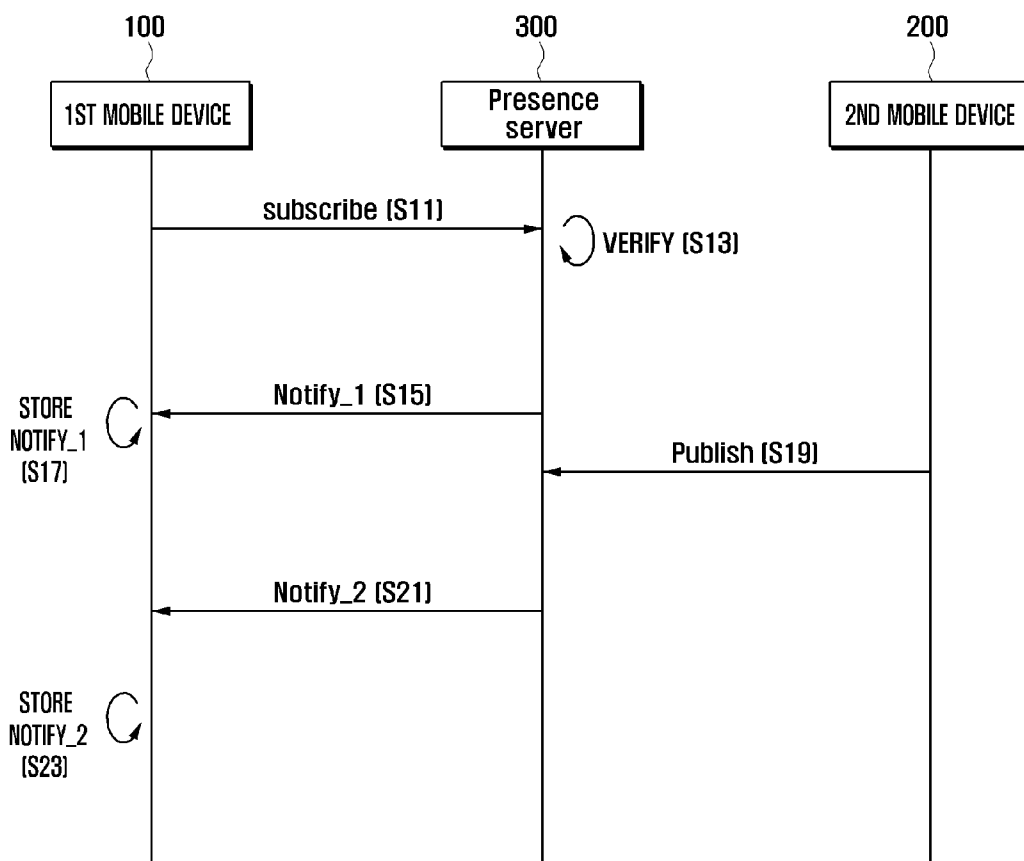 100
300
200
1ST MOBILE DEVICE
Presence
server
2ND MOBILE DEVICE
subscribe (S11)
VERIFY (S13)
Notify_1 (S15)
STORE
NOTIFY_1
(S17)
Publish (S19)
Notify_2 (S21)
STORE
NOTIFY_2
(S23)